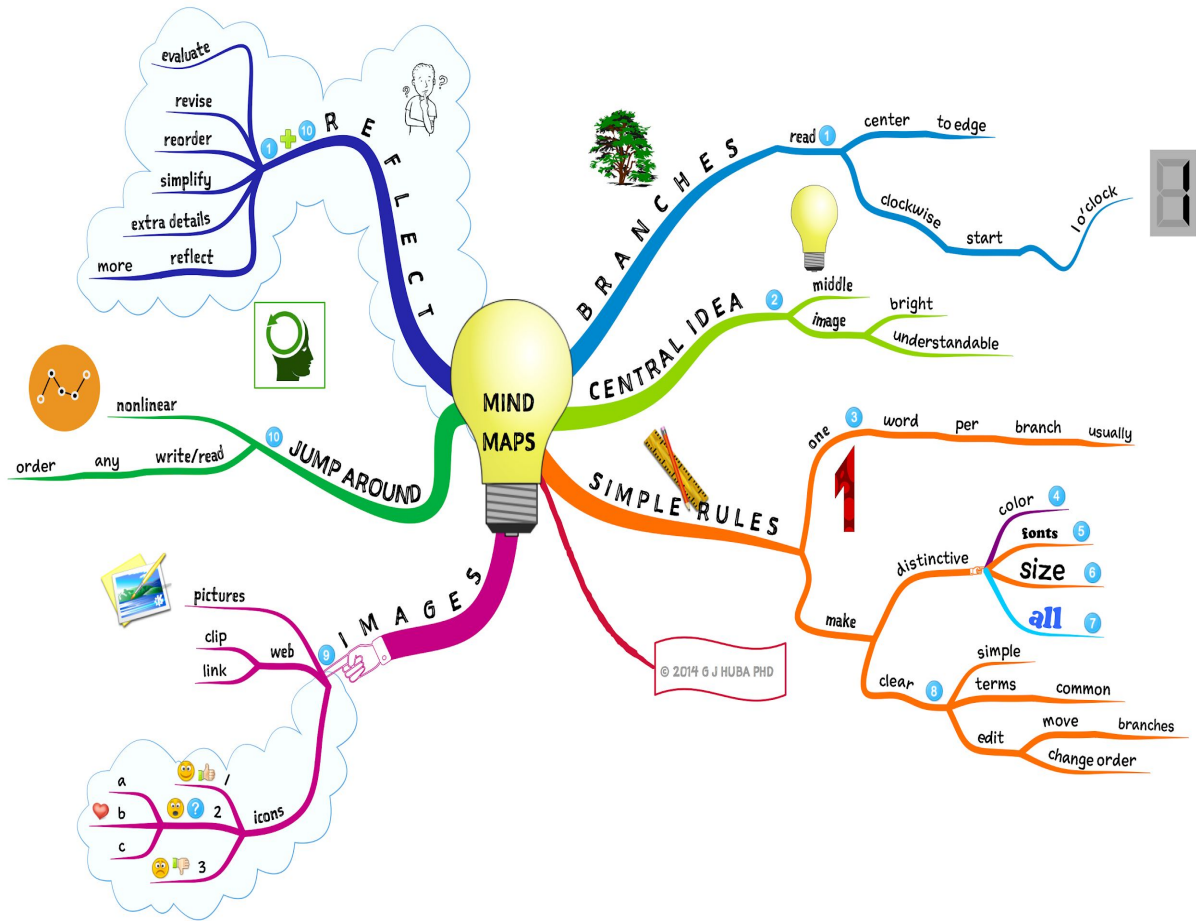 MIND
MAPS
BRANCHES
read 1
center
to edge
clockwise
start
1 o'clock
1
CENTRAL IDEA
2
middle
image
bright
understandable
SIMPLE RULES
one
3
word
per
branch
usually
1
make
distinctive
color
4
fonts
5
size
6
all
7
clear
8
simple
terms
common
edit
move
branches
change order
© 2014 G J HUBA PHD
IMAGES
9
pictures
web
clip
link
icons
1
? 2
3
a
b
c
JUMP AROUND
10
nonlinear
write/read
any
order
REFLECT
1 + 10
? ?
evaluate
revise
reorder
simplify
extra details
reflect
more